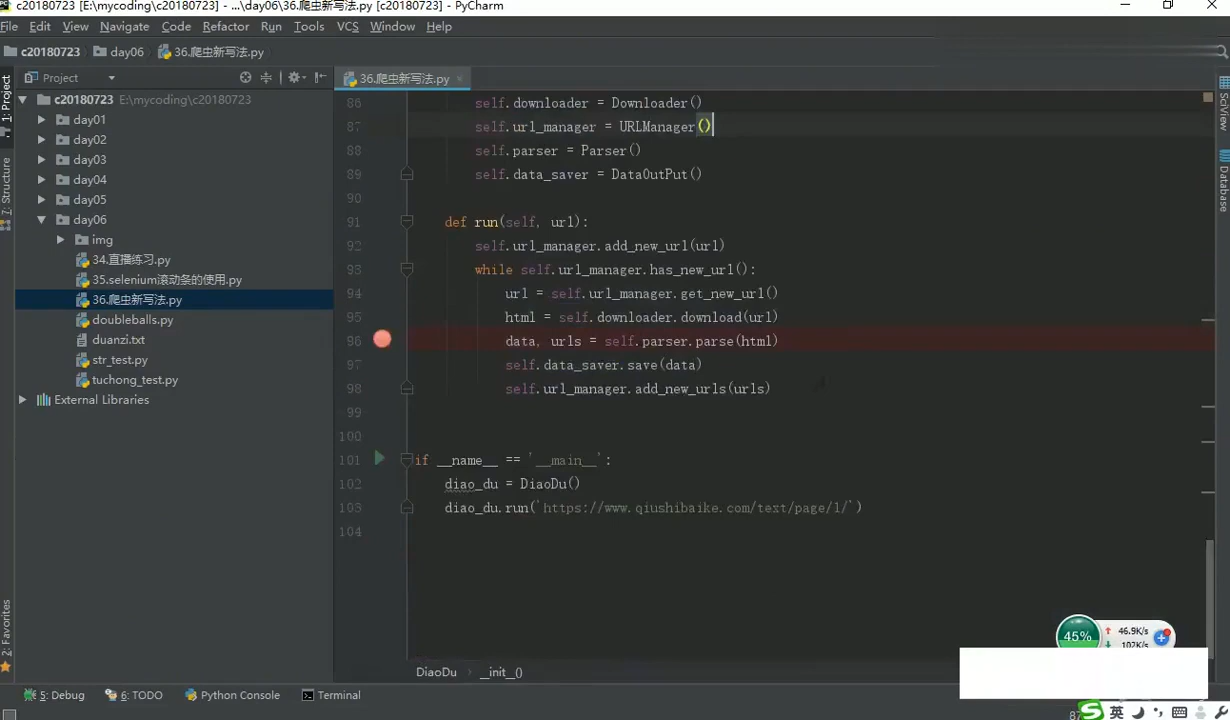 c20180723 [E:\mycoding\c20180723] - ...\day06\36.爬虫新写法.py [c20180723] - PyCharm
File Edit View Navigate Code Refactor Run Tools VCS Window Help
c20180723 day06 36.爬虫新写法.py
Project
36.爬虫新写法.py
1: Project
7: Structure
2: Favorites
SciView
Database
c20180723 E:\mycoding\c20180723
day01
day02
day03
day04
day05
day06
img
34.直播练习.py
35.selenium滚动条的使用.py
36.爬虫新写法.py
doubleballs.py
duanzi.txt
str_test.py
tuchong_test.py
External Libraries
86 self.downloader = Downloader()
87 self.url_manager = URLManager()
88 self.parser = Parser()
89 self.data_saver = DataOutPut()
90
91 def run(self, url):
92 self.url_manager.add_new_url(url)
93 while self.url_manager.has_new_url():
94 url = self.url_manager.get_new_url()
95 html = self.downloader.download(url)
96 data, urls = self.parser.parse(html)
97 self.data_saver.save(data)
98 self.url_manager.add_new_urls(urls)
99
100
101 if __name__ == '__main__':
102 diao_du = DiaoDu()
103 diao_du.run('https://www.qiushibaike.com/text/page/1/')
104
45%
46.9K/s
102K/s
DiaoDu __init__()
5: Debug 6: TODO Python Console Terminal
英